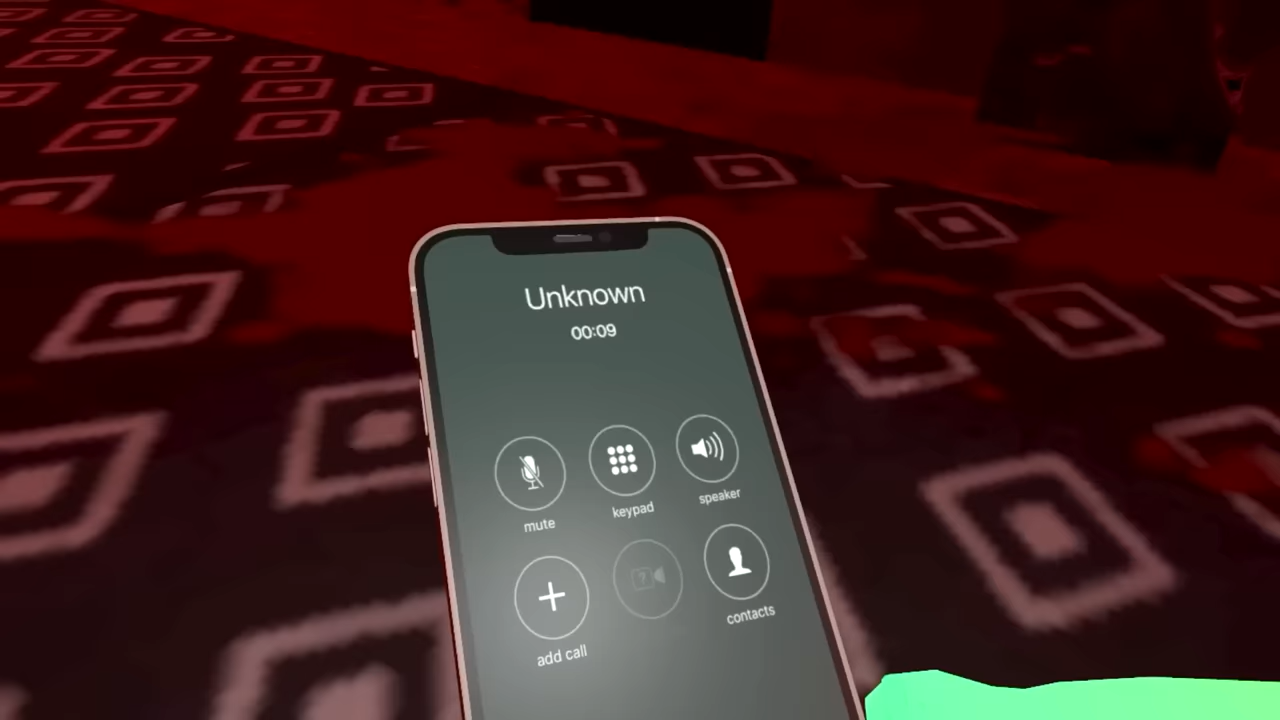 Unknown
00:09
mute
keypad
speaker
add call
contacts